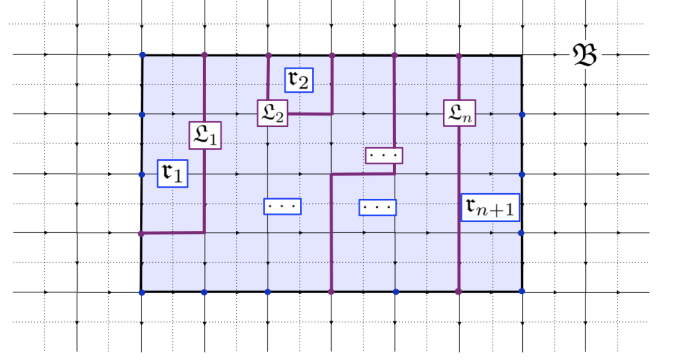 𝔅
𝔯₂
𝔏₂
𝔏ₙ
𝔏₁
· · ·
𝔯₁
· · ·
· · ·
𝔯ₙ₊₁